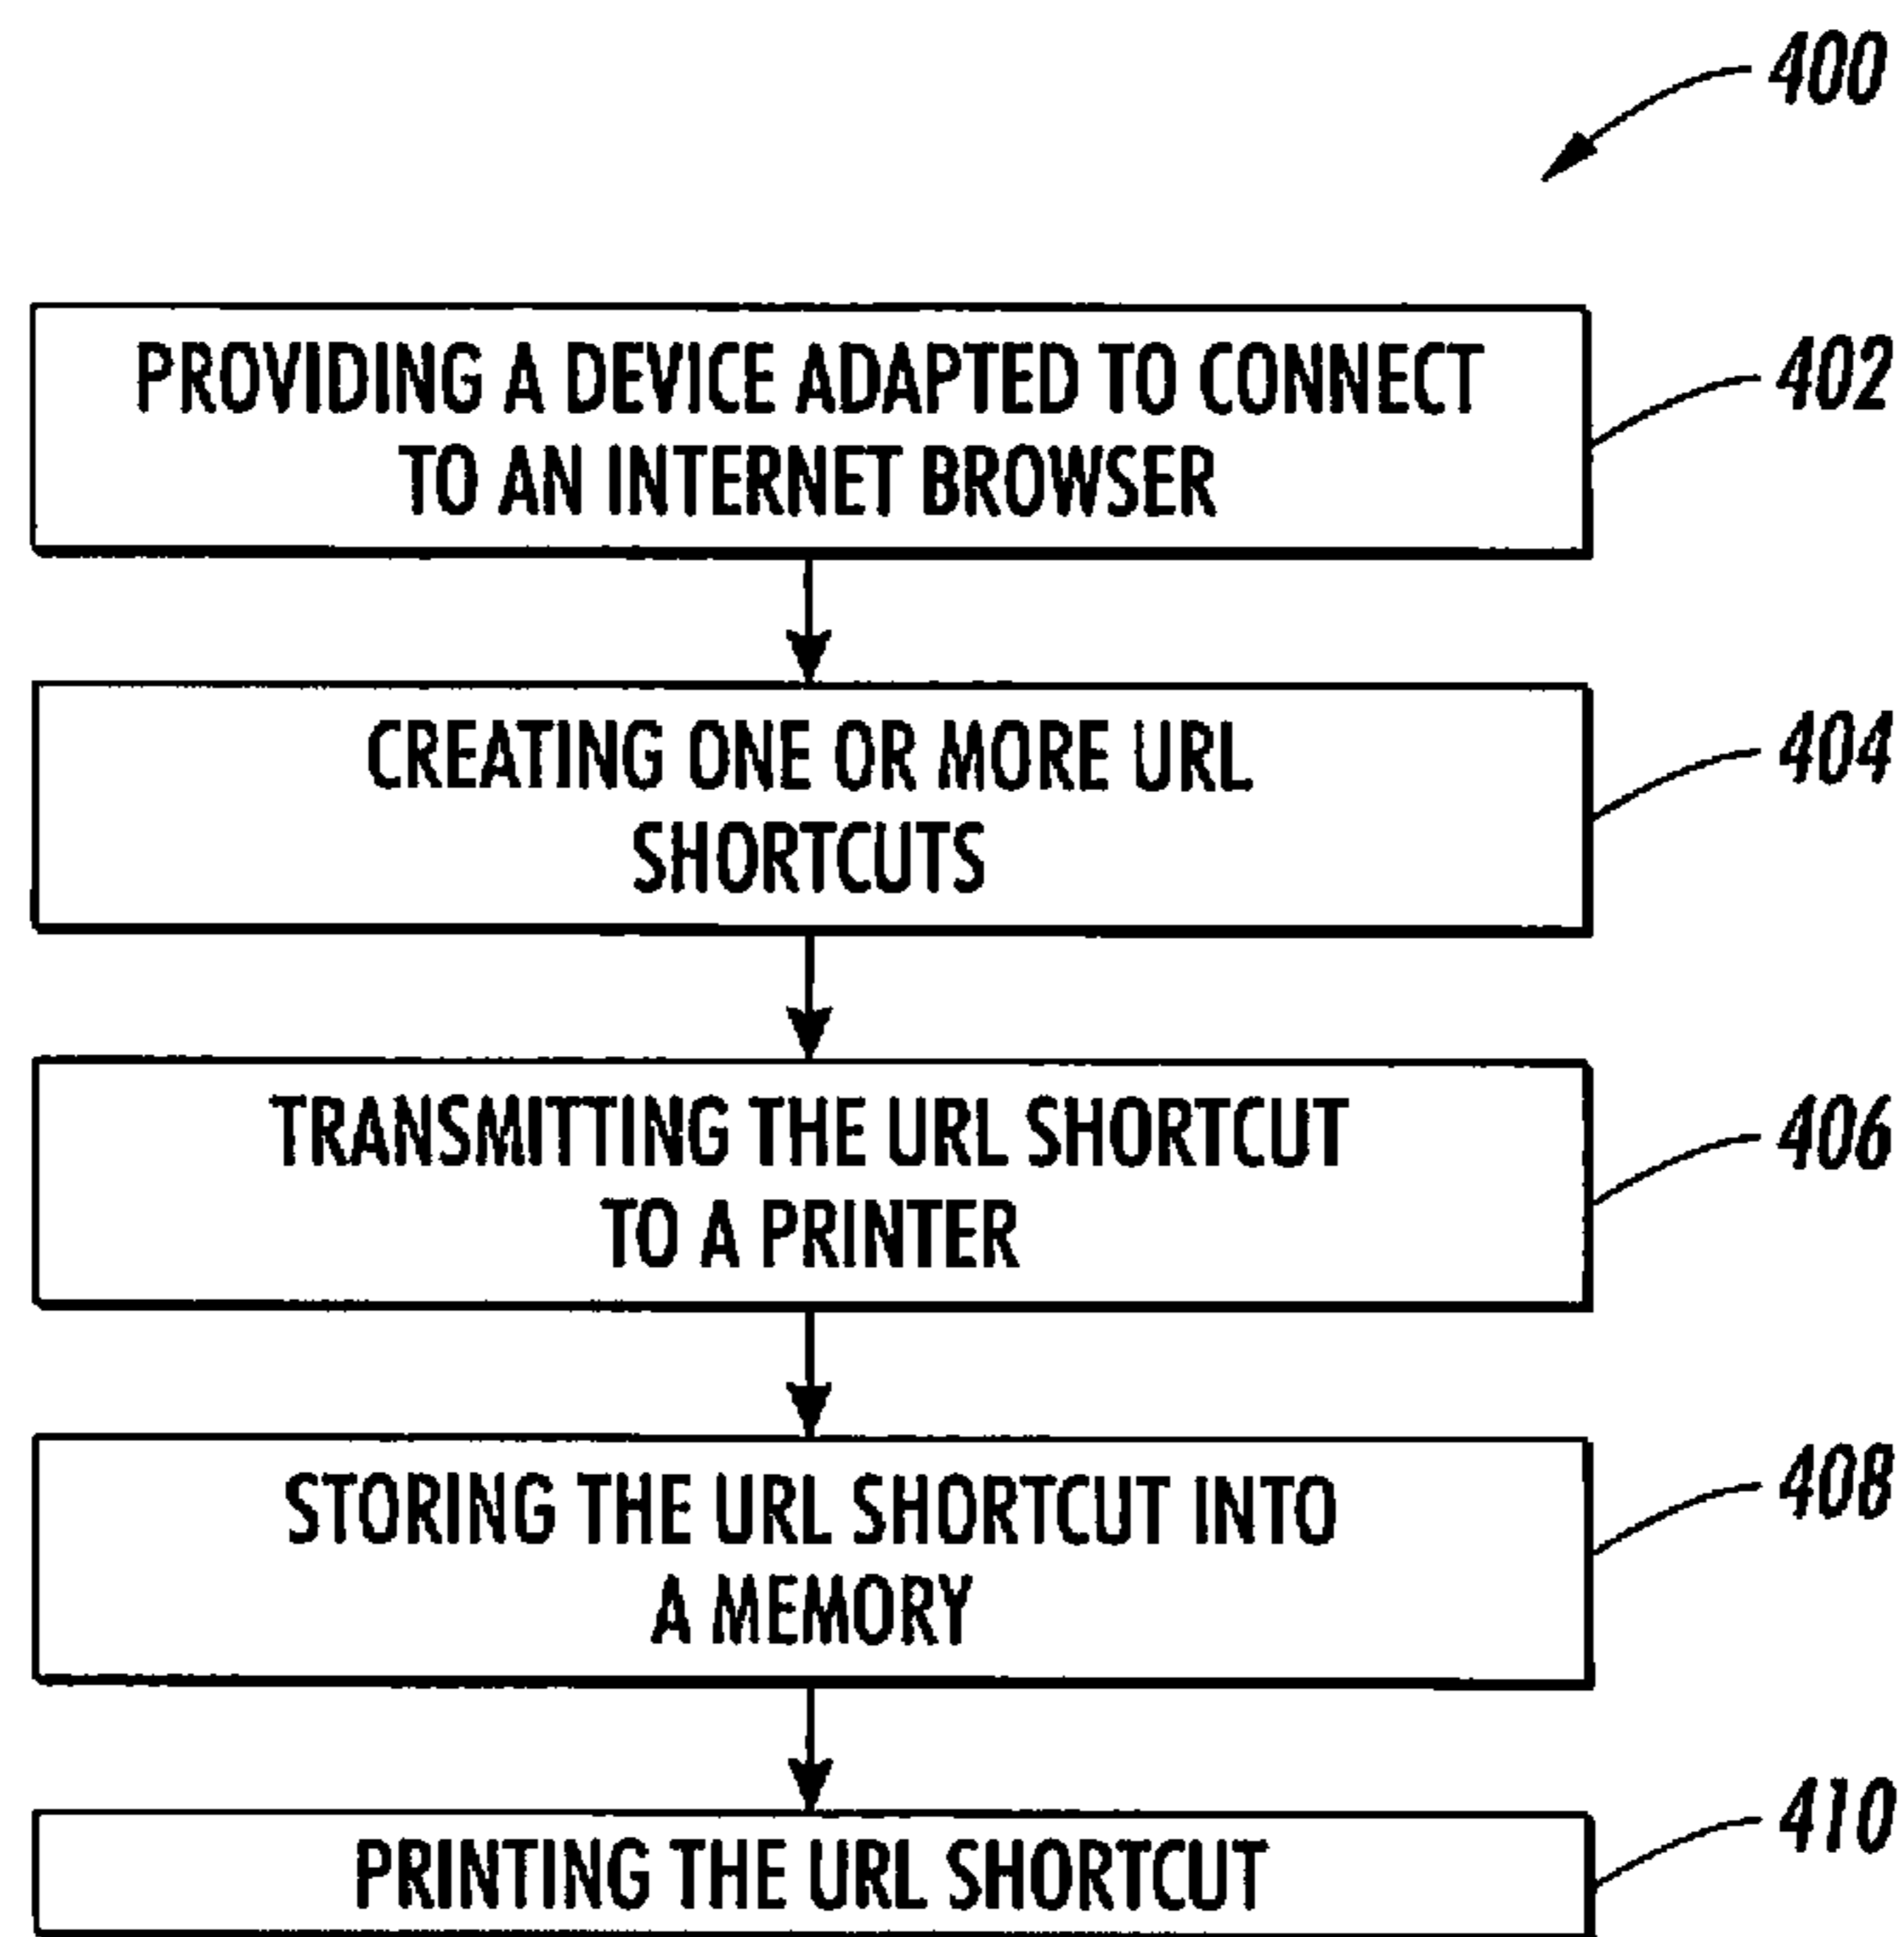 400
PROVIDING A DEVICE ADAPTED TO CONNECT
TO AN INTERNET BROWSER
402
CREATING ONE OR MORE URL
SHORTCUTS
404
TRANSMITTING THE URL SHORTCUT
TO A PRINTER
406
STORING THE URL SHORTCUT INTO
A MEMORY
408
PRINTING THE URL SHORTCUT
410